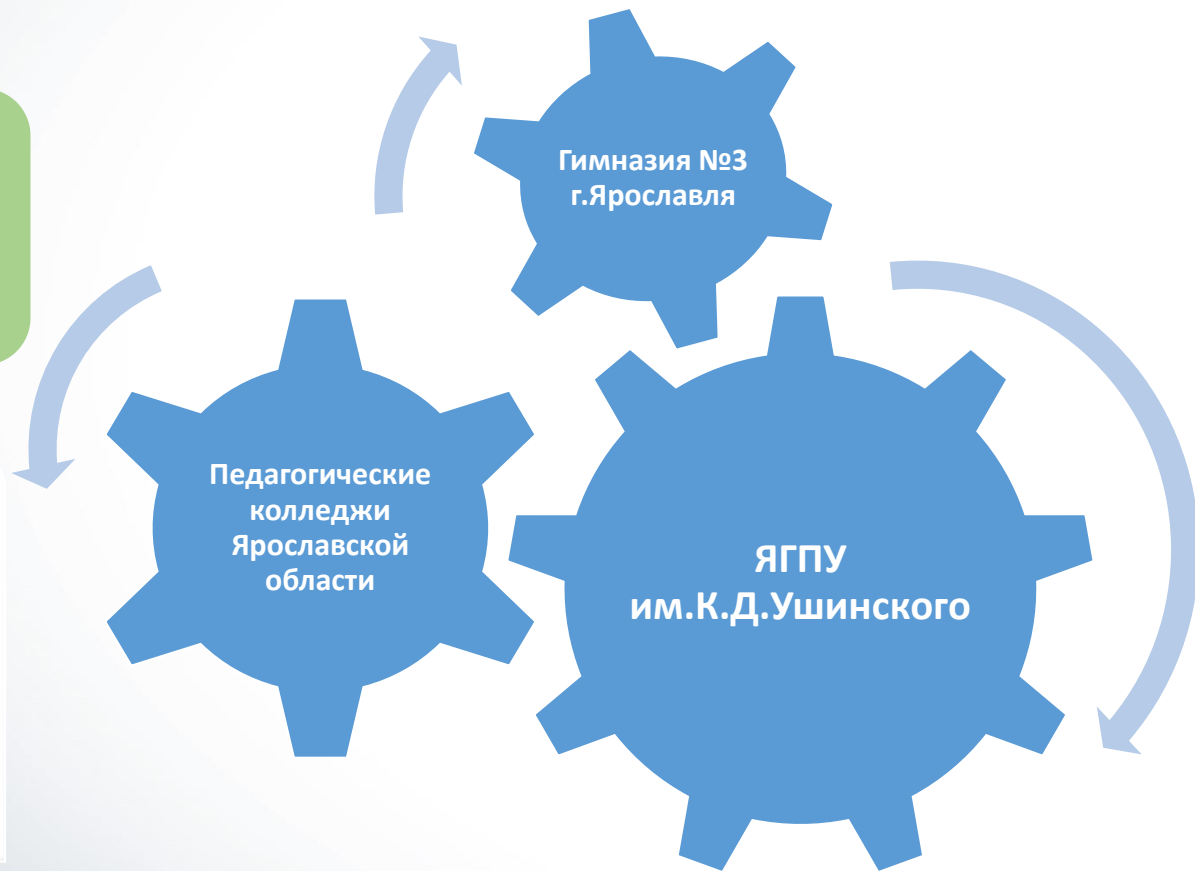 Гимназия №3
г.Ярославля
Педагогические
колледжи
Ярославской
области
ЯГПУ
им.К.Д.Ушинского